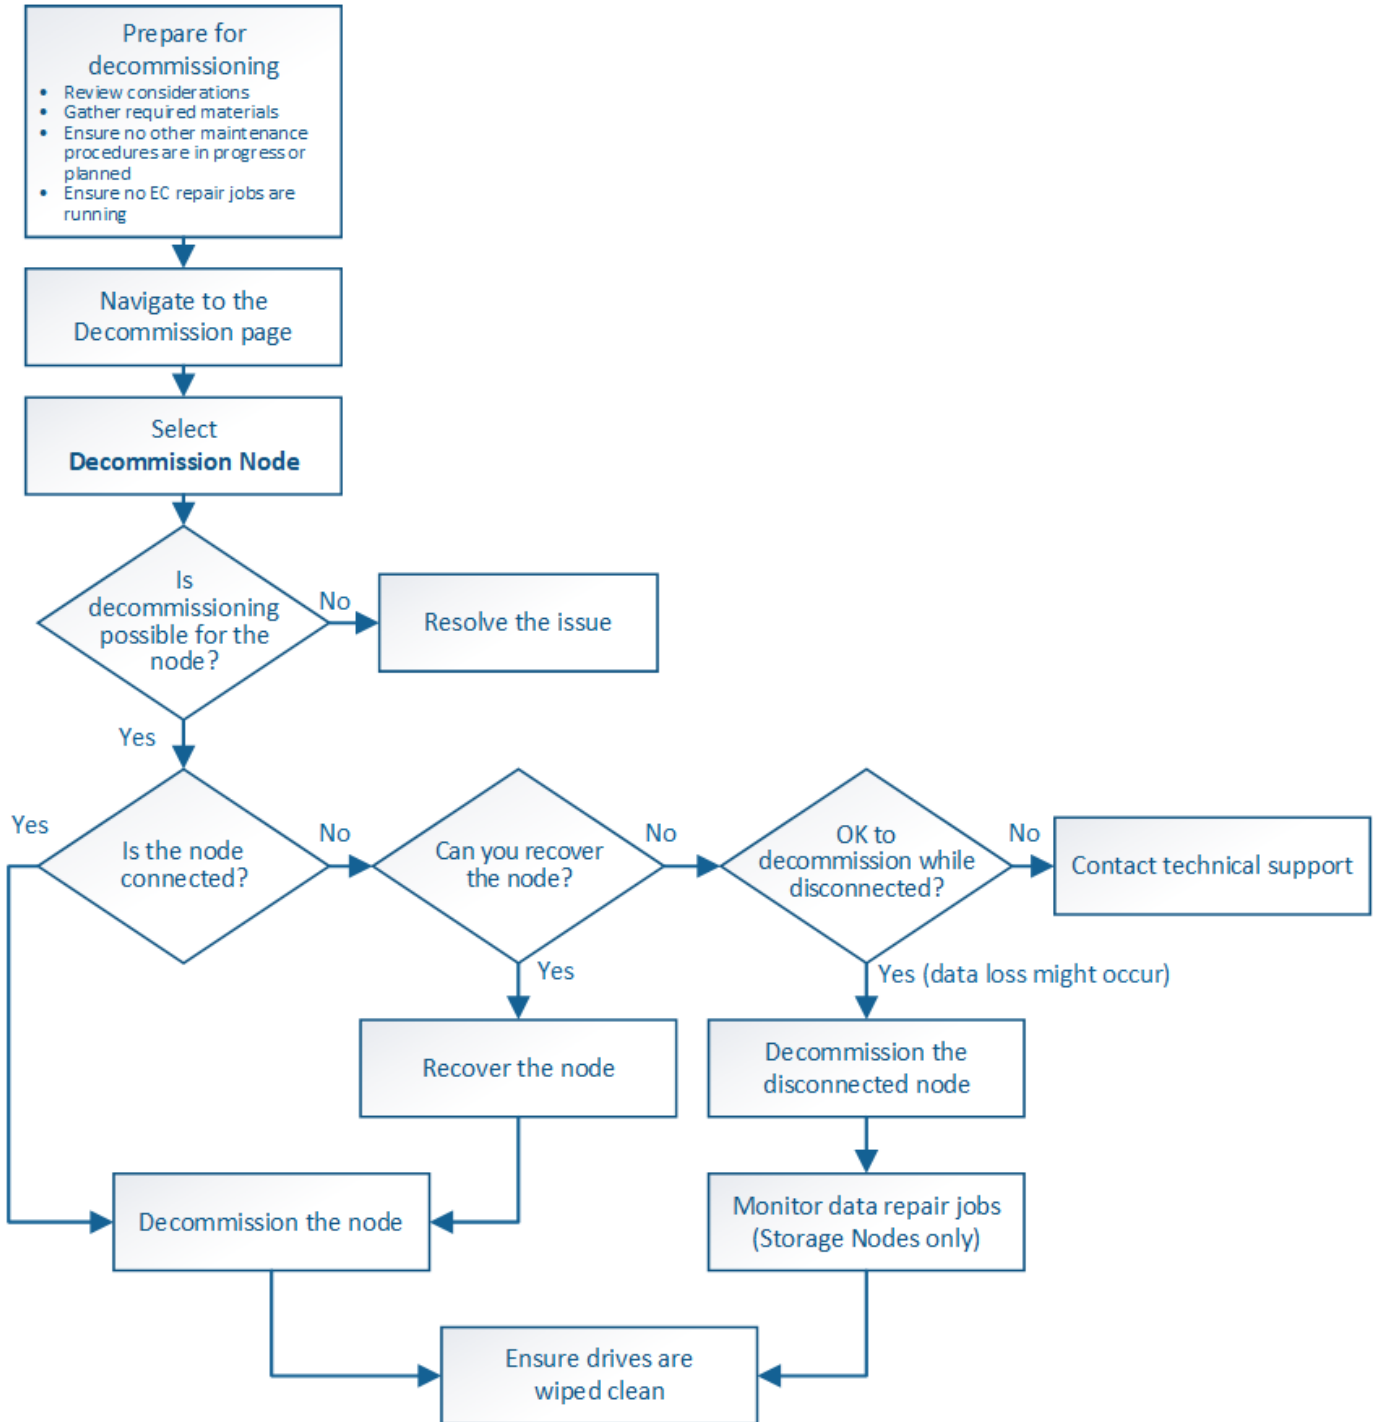 Prepare for
decommissioning
• Review considerations
• Gather required materials
• Ensure no other maintenance
procedures are in progress or
planned
• Ensure no EC repair jobs are
running
Navigate to the
Decommission page
Select
Decommission Node
Is
decommissioning
possible for the
node?
No
Resolve the issue
Yes
Yes
Is the node
connected?
No
Can you recover
the node?
No
OK to
decommission while
disconnected?
No
Contact technical support
Yes
Yes (data loss might occur)
Recover the node
Decommission the
disconnected node
Decommission the node
Monitor data repair jobs
(Storage Nodes only)
Ensure drives are
wiped clean